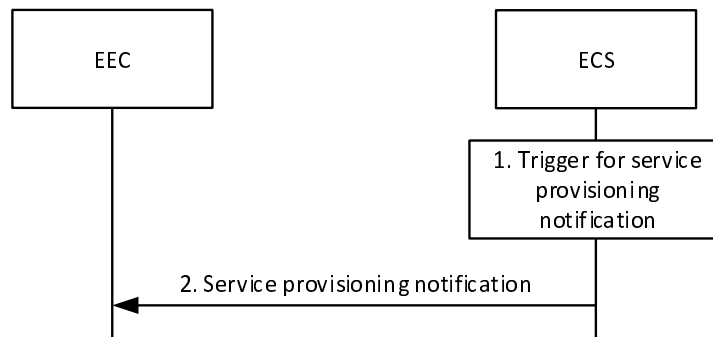 EEC
ECS
1. Trigger for service
provisioning
notification
2. Service provisioning notification